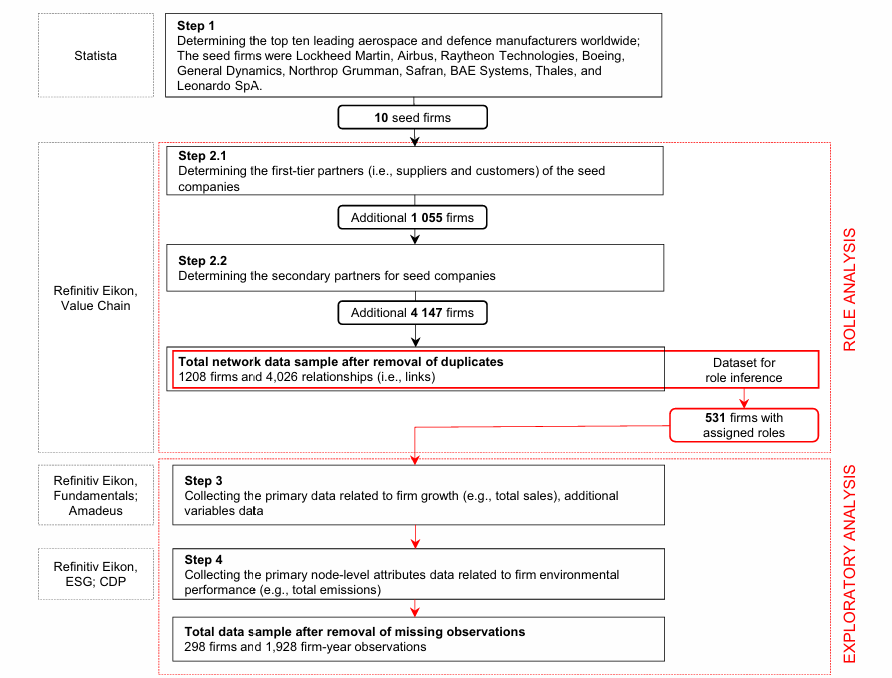 Statista
Step 1
Determining the top ten leading aerospace and defence manufacturers worldwide;
The seed firms were Lockheed Martin, Airbus, Raytheon Technologies, Boeing,
General Dynamics, Northrop Grumman, Safran, BAE Systems, Thales, and
Leonardo SpA.
10 seed firms
Refinitiv Eikon,
Value Chain
Step 2.1
Determining the first-tier partners (i.e., suppliers and customers) of the seed
companies
Additional 1 055 firms
Step 2.2
Determining the secondary partners for seed companies
Additional 4 147 firms
Total network data sample after removal of duplicates
1208 firms and 4,026 relationships (i.e., links)
Dataset for
role inference
531 firms with
assigned roles
ROLE ANALYSIS
Refinitiv Eikon,
Fundamentals;
Amadeus
Step 3
Collecting the primary data related to firm growth (e.g., total sales), additional
variables data
Refinitiv Eikon,
ESG; CDP
Step 4
Collecting the primary node-level attributes data related to firm environmental
performance (e.g., total emissions)
Total data sample after removal of missing observations
298 firms and 1,928 firm-year observations
EXPLORATORY ANALYSIS